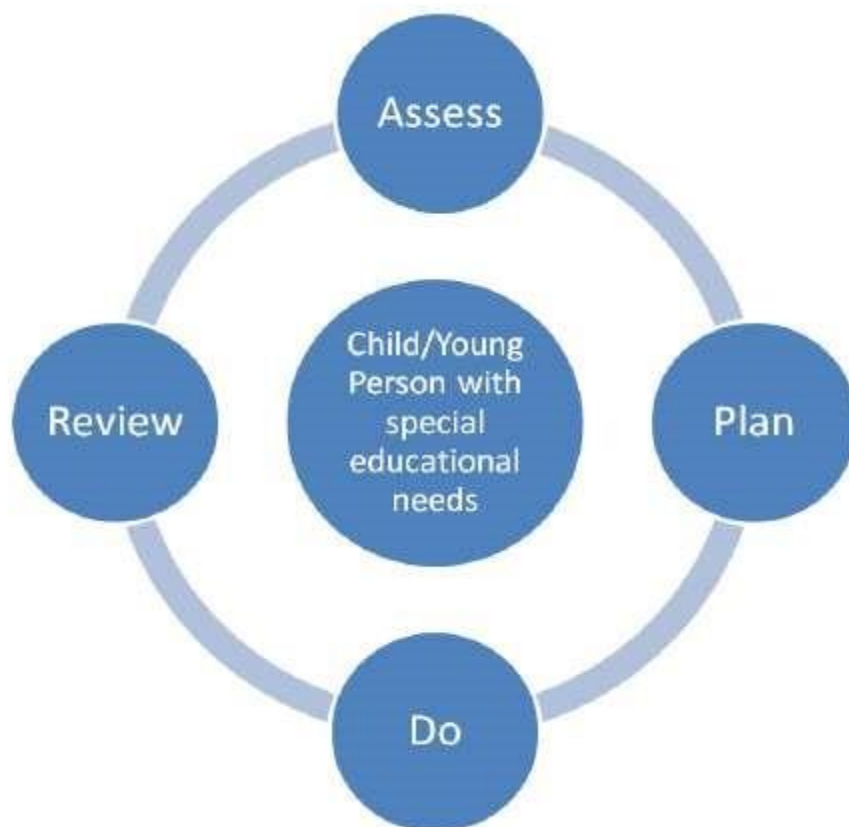 Assess
Child/Young
Person with
special
educational
needs
Review
Plan
Do